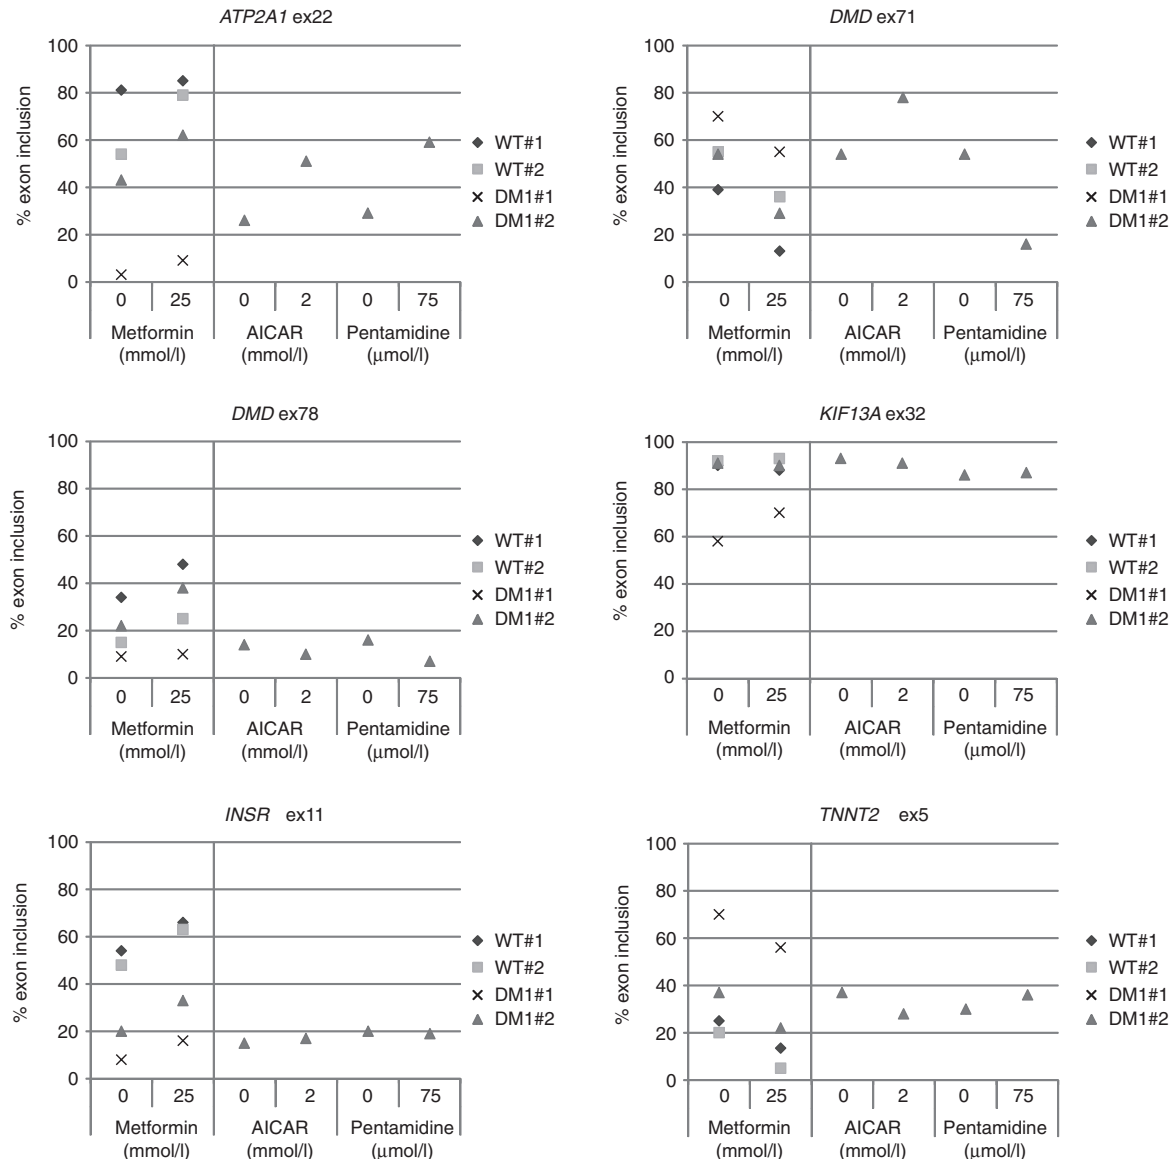 ATP2A1 ex22
% exon inclusion
100
80
60
40
20
0
0 25 0 2 0 75
Metformin AICAR Pentamidine
(mmol/l) (mmol/l) (μmol/l)
WT#1
WT#2
DM1#1
DM1#2
DMD ex71
% exon inclusion
100
80
60
40
20
0
0 25 0 2 0 75
Metformin AICAR Pentamidine
(mmol/l) (mmol/l) (μmol/l)
WT#1
WT#2
DM1#1
DM1#2
DMD ex78
% exon inclusion
100
80
60
40
20
0
0 25 0 2 0 75
Metformin AICAR Pentamidine
(mmol/l) (mmol/l) (μmol/l)
WT#1
WT#2
DM1#1
DM1#2
KIF13A ex32
% exon inclusion
100
80
60
40
20
0
0 25 0 2 0 75
Metformin AICAR Pentamidine
(mmol/l) (mmol/l) (μmol/l)
WT#1
WT#2
DM1#1
DM1#2
INSR ex11
% exon inclusion
100
80
60
40
20
0
0 25 0 2 0 75
Metformin AICAR Pentamidine
(mmol/l) (mmol/l) (μmol/l)
WT#1
WT#2
DM1#1
DM1#2
TNNT2 ex5
% exon inclusion
100
80
60
40
20
0
0 25 0 2 0 75
Metformin AICAR Pentamidine
(mmol/l) (mmol/l) (μmol/l)
WT#1
WT#2
DM1#1
DM1#2